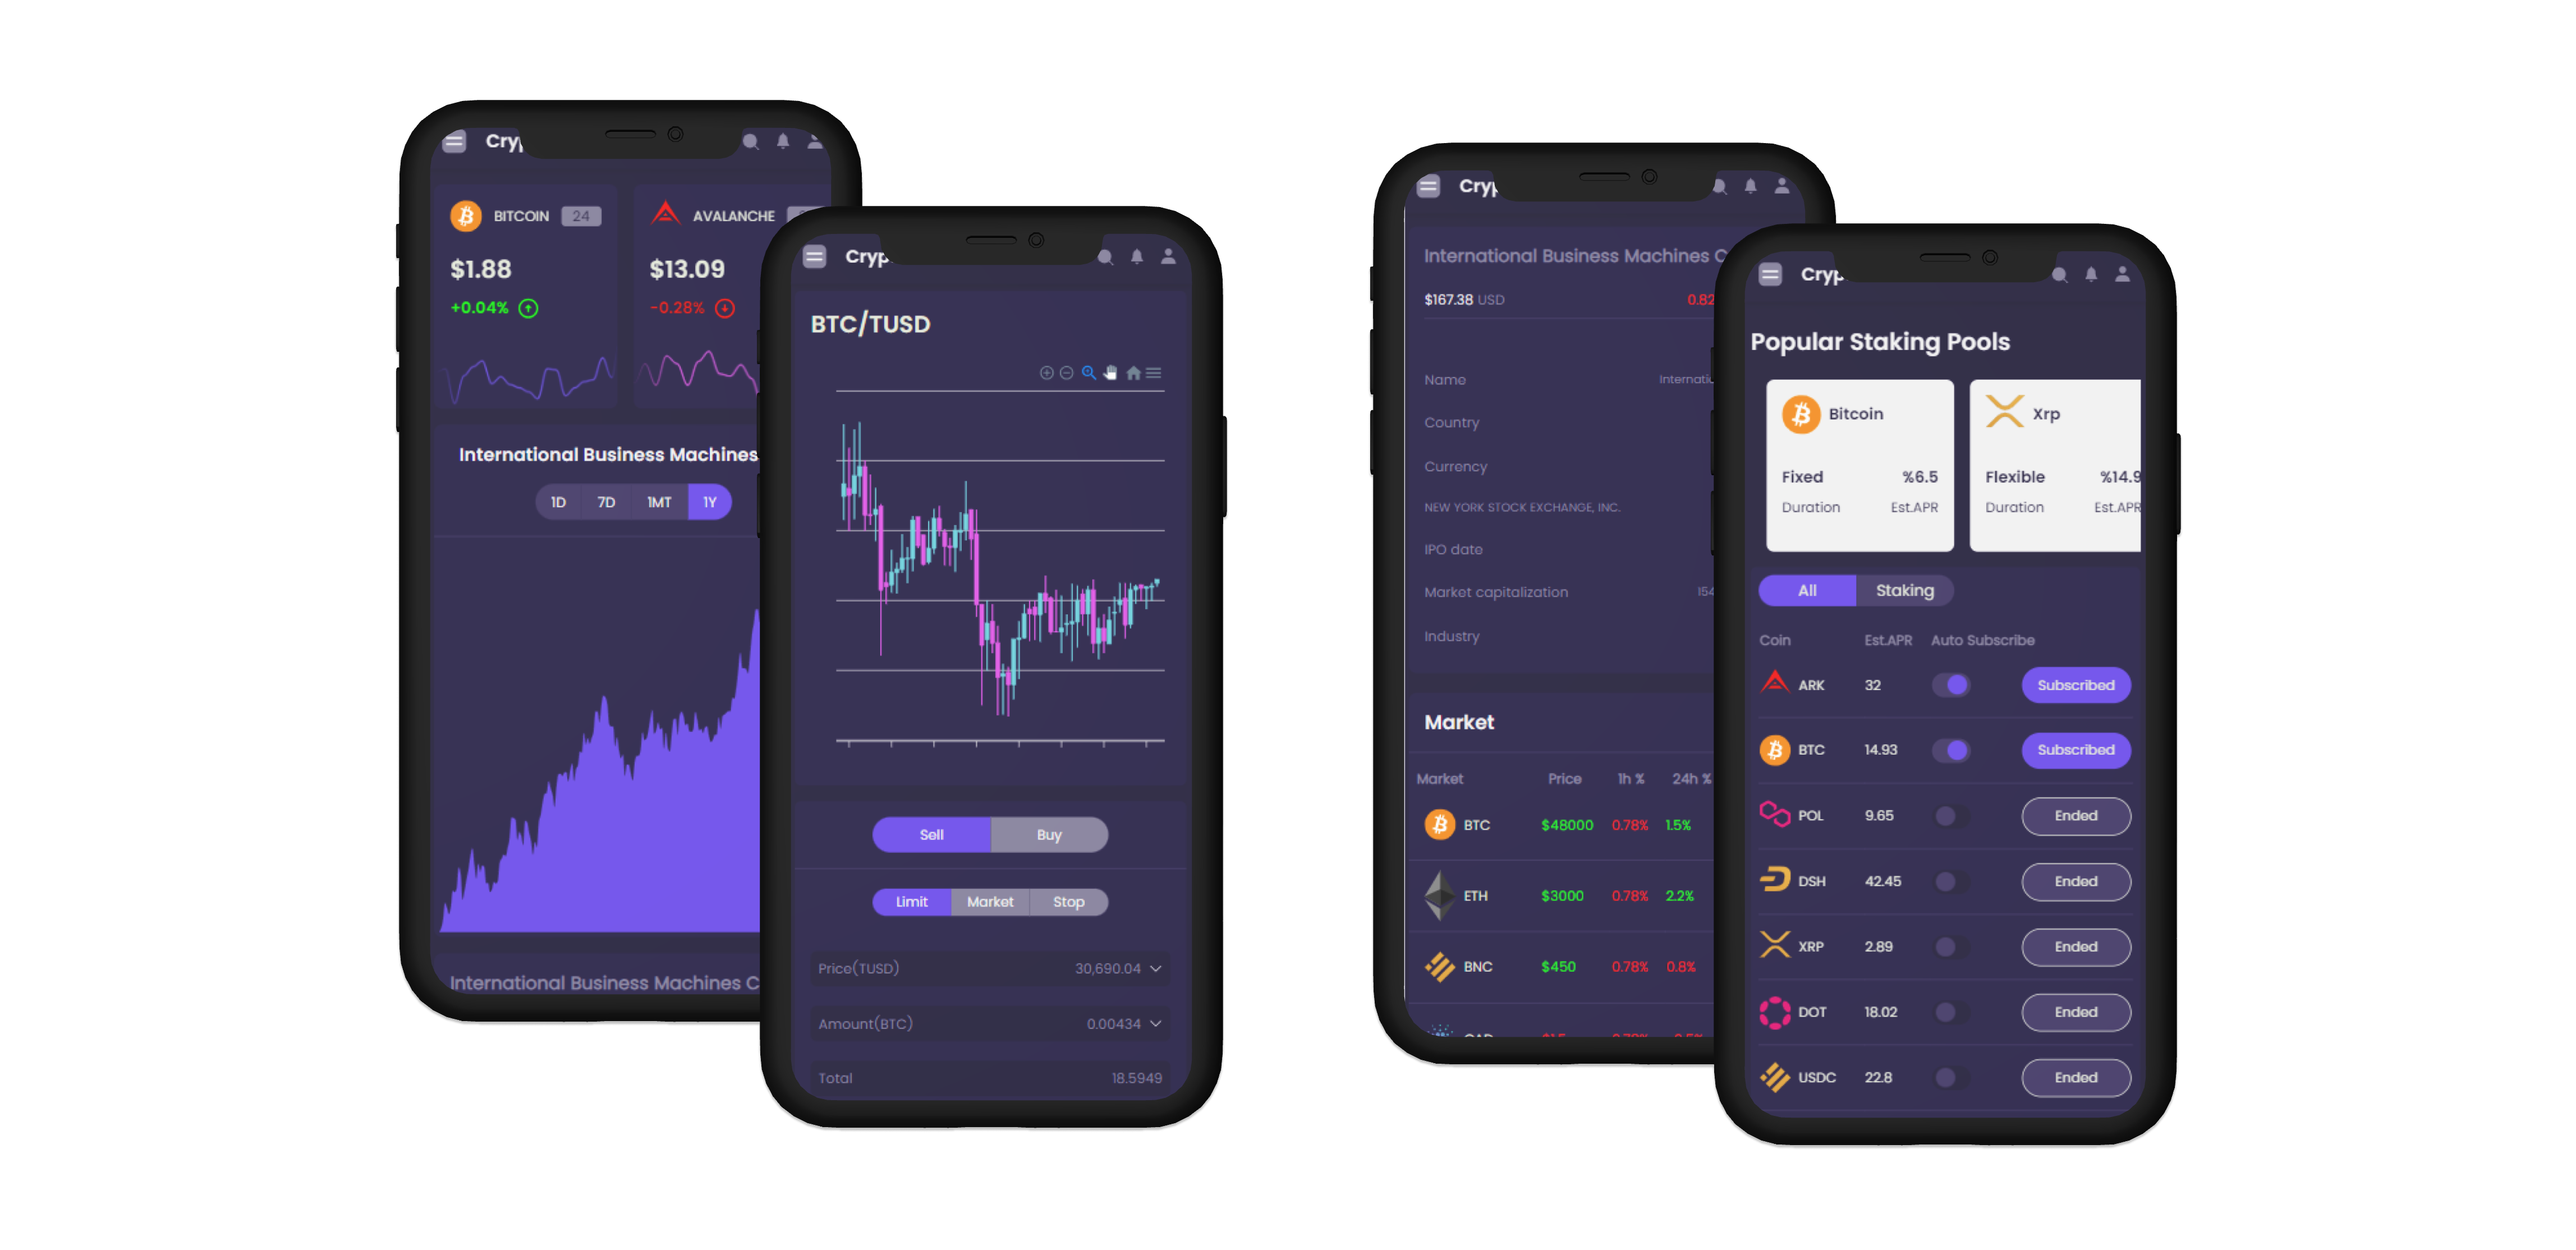 Cry
BITCOIN 24
AVALANCHE
$1.88
$13.09
+0.04%
-0.28%
International Business Machines
1D 7D 1MT 1Y
International Business Machines C
Cryp
BTC/TUSD
Sell Buy
Limit Market Stop
Price(TUSD) 30,690.04
Amount(BTC) 0.00434
Total 18.5949
Cryp
International Business Machines C
$167.38 USD 0.82
Name Internatio
Country
Currency
NEW YORK STOCK EXCHANGE, INC.
IPO date
Market capitalization 154
Industry
Market
Market Price 1h % 24h %
BTC $48000 0.78% 1.5%
ETH $3000 0.78% 2.2%
BNC $450 0.78% 0.8%
Cryp
Popular Staking Pools
Bitcoin
Xrp
Fixed %6.5
Flexible %14.9
Duration Est.APR
Duration Est.APR
All Staking
Coin Est.APR Auto Subscribe
ARK 32 Subscribed
BTC 14.93 Subscribed
POL 9.65 Ended
DSH 42.45 Ended
XRP 2.89 Ended
DOT 18.02 Ended
USDC 22.8 Ended